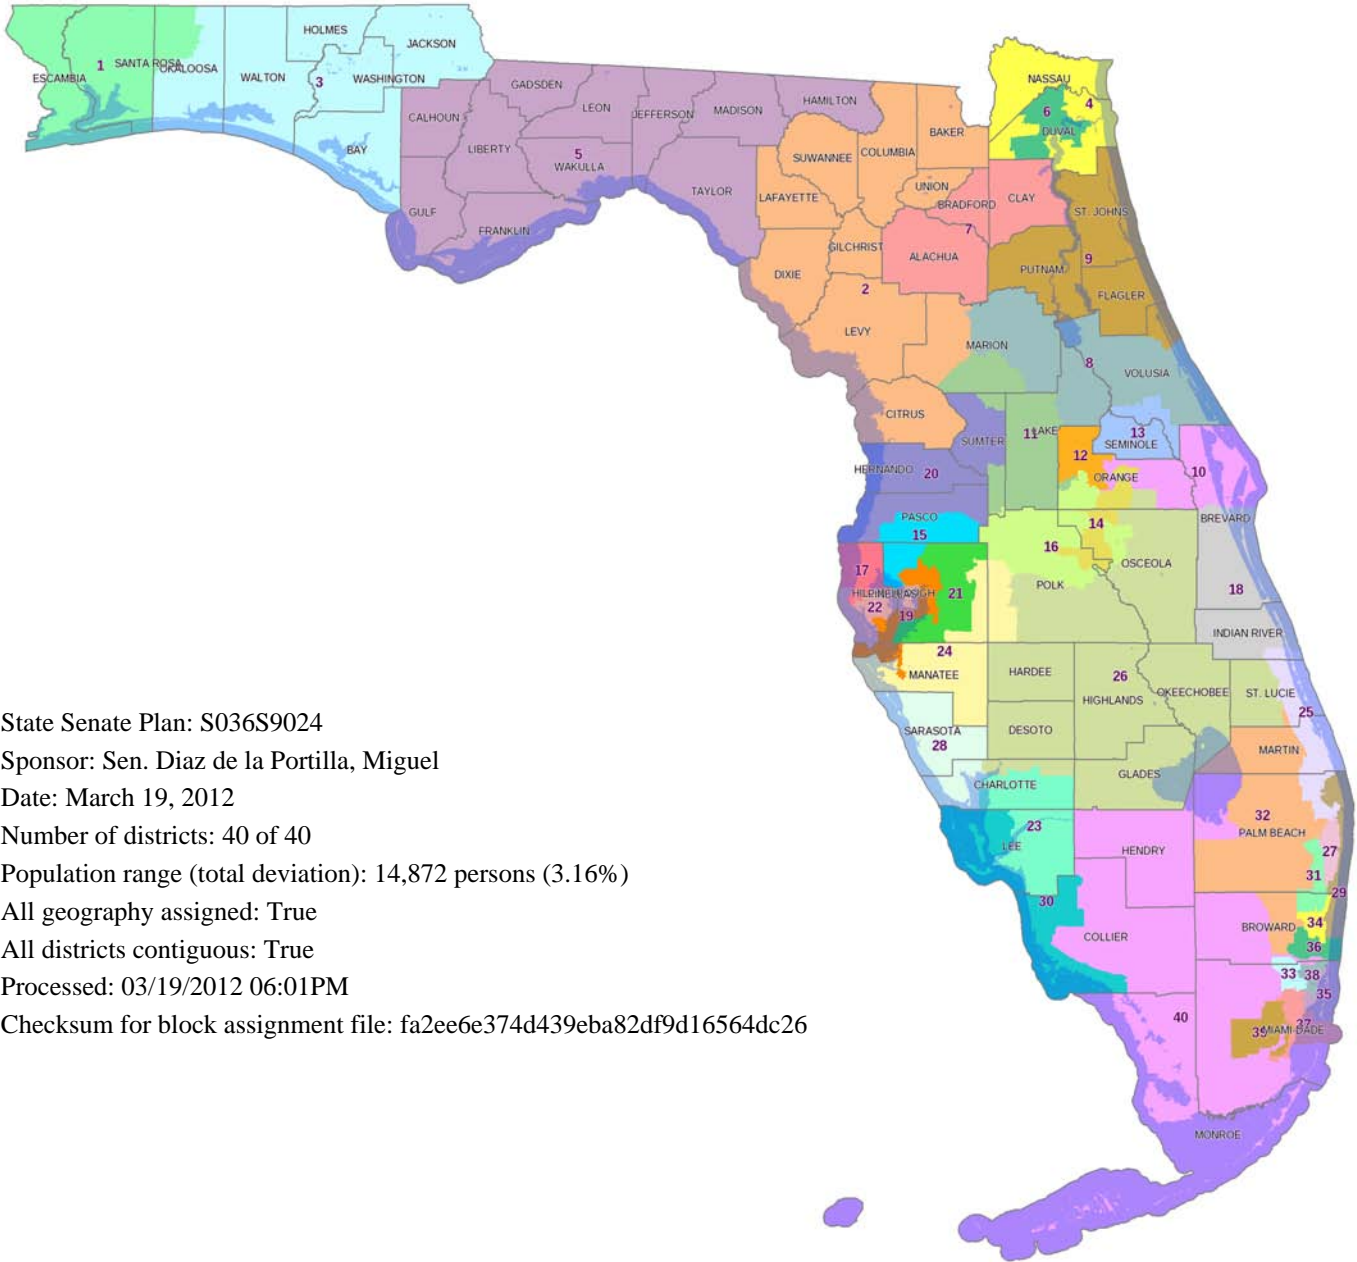 HOLMES
JACKSON
1
SANTA ROSA
OKALOOSA
ESCAMBIA
WALTON
3
WASHINGTON
BAY
GADSDEN
LEON
JEFFERSON
MADISON
HAMILTON
CALHOUN
LIBERTY
5
WAKULLA
TAYLOR
GULF
FRANKLIN
SUWANNEE
COLUMBIA
BAKER
NASSAU
4
6
DUVAL
LAFAYETTE
UNION
BRADFORD
CLAY
7
ST. JOHNS
GILCHRIST
ALACHUA
DIXIE
PUTNAM
9
FLAGLER
2
LEVY
MARION
8
VOLUSIA
CITRUS
SUMTER
11
LAKE
12
13
SEMINOLE
HERNANDO
20
ORANGE
10
PASCO
15
14
BREVARD
16
OSCEOLA
17
POLK
18
HILLSBOROUGH
PINELLAS
21
22
19
INDIAN RIVER
24
MANATEE
HARDEE
26
HIGHLANDS
OKEECHOBEE
ST. LUCIE
25
SARASOTA
28
DESOTO
MARTIN
GLADES
CHARLOTTE
23
LEE
HENDRY
32
PALM BEACH
27
31
29
30
COLLIER
BROWARD
34
36
33
38
35
40
39
37
MIAMI-DADE
MONROE
State Senate Plan: S036S9024
Sponsor: Sen. Diaz de la Portilla, Miguel
Date: March 19, 2012
Number of districts: 40 of 40
Population range (total deviation): 14,872 persons (3.16%)
All geography assigned: True
All districts contiguous: True
Processed: 03/19/2012 06:01PM
Checksum for block assignment file: fa2ee6e374d439eba82df9d16564dc26